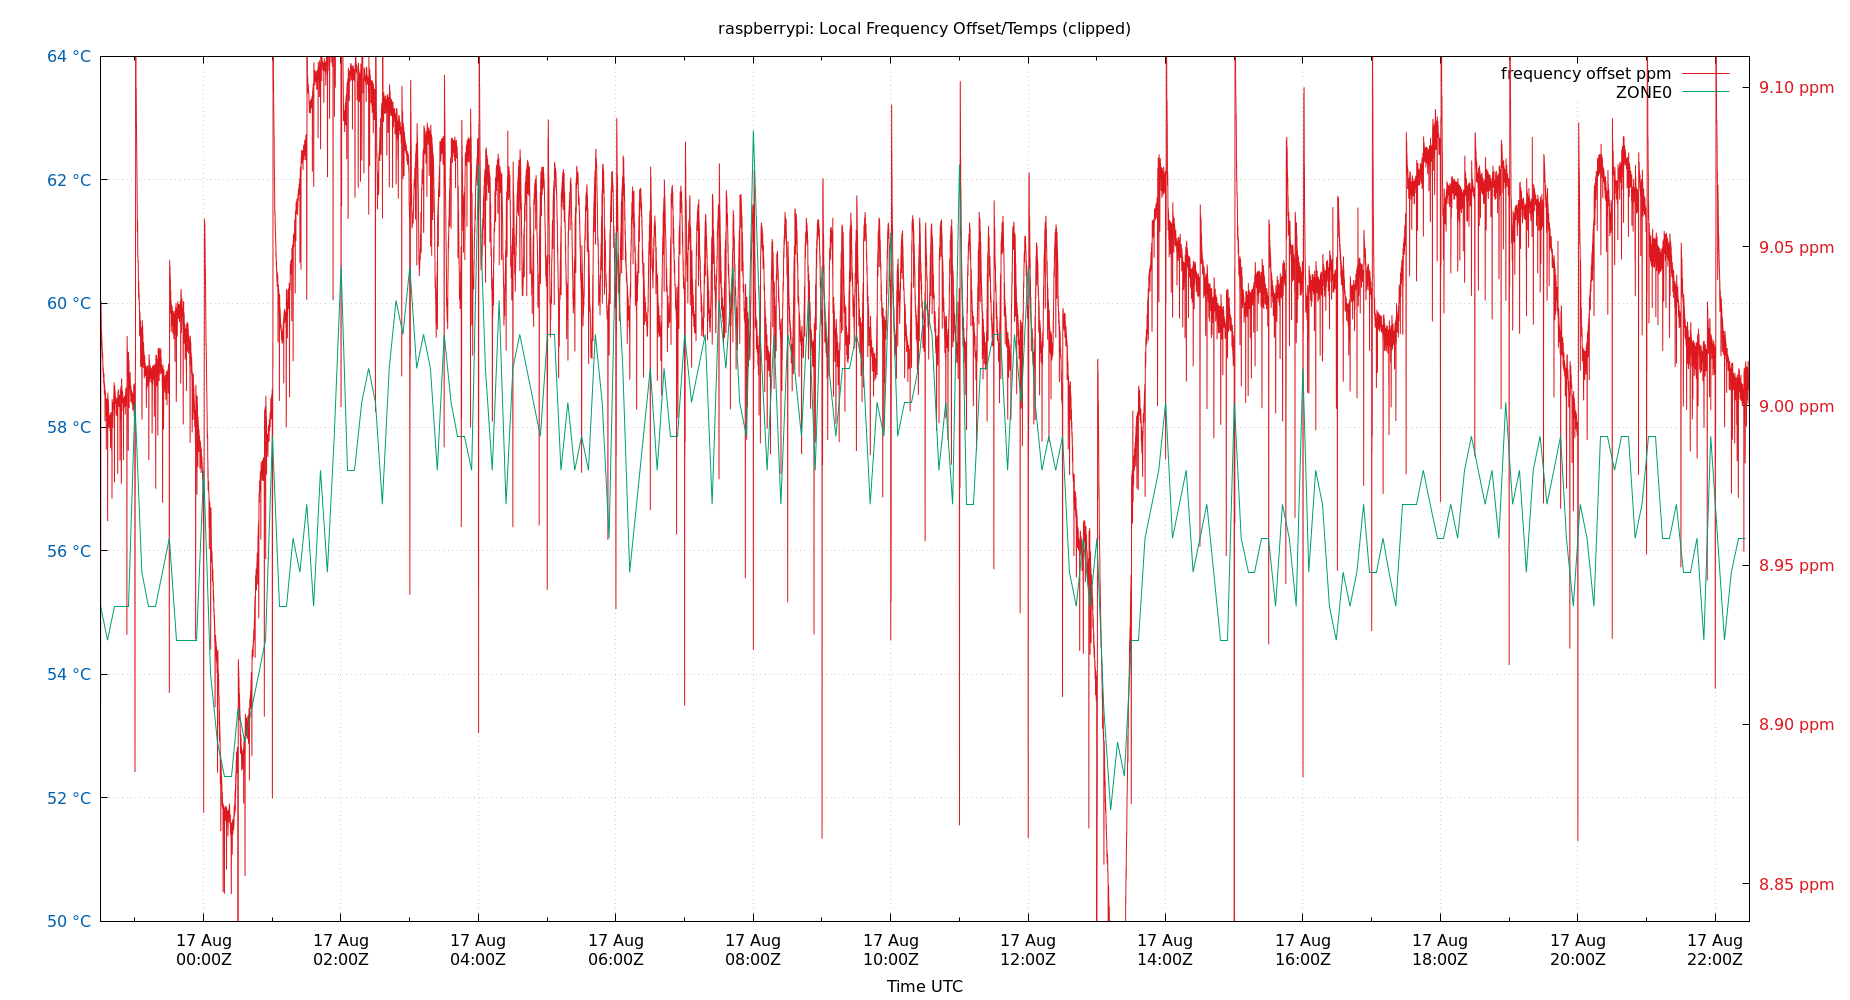 raspberrypi: Local Frequency Offset/Temps (clipped)
64 °C
62 °C
60 °C
58 °C
56 °C
54 °C
52 °C
50 °C
frequency offset ppm
ZONE0
9.10 ppm
9.05 ppm
9.00 ppm
8.95 ppm
8.90 ppm
8.85 ppm
17 Aug 17 Aug 17 Aug 17 Aug 17 Aug 17 Aug 17 Aug 17 Aug 17 Aug 17 Aug 17 Aug 17 Aug
00:00Z 02:00Z 04:00Z 06:00Z 08:00Z 10:00Z 12:00Z 14:00Z 16:00Z 18:00Z 20:00Z 22:00Z
Time UTC